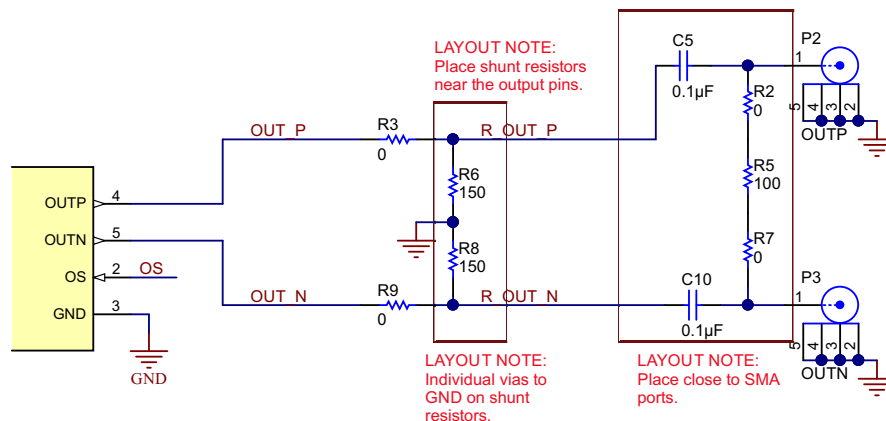 LAYOUT NOTE:
Place shunt resistors
near the output pins.
C5
0.1µF
P2
1
5
4
3
2
OUTP
R2
0
R5
100
R7
0
OUT_P
R3
0
R_OUT_P
R6
150
R8
150
OUTP
4
OUTN
5
OS
2
OS
GND
3
GND
OUT_N
R9
0
R_OUT_N
C10
0.1µF
P3
1
5
4
3
2
OUTN
LAYOUT NOTE:
Individual vias to
GND on shunt
resistors.
LAYOUT NOTE:
Place close to SMA
ports.